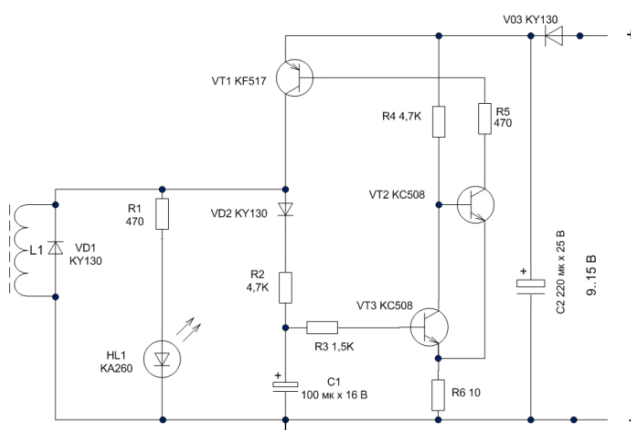 V03 KY130
+
VT1 KF517
R4 4,7K
R5
470
R1
470
VD2 KY130
VT2 KC508
L1
VD1
KY130
R2
4,7K
+
C2 220 мк x 25 В
9..15 В
VT3 KC508
HL1
KA260
R3 1,5K
+
C1
100 мк x 16 В
R6 10
-